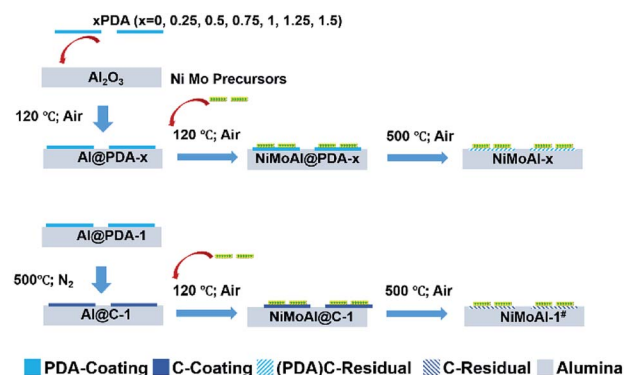 xPDA (x=0, 0.25, 0.5, 0.75, 1, 1.25, 1.5)
Al₂O₃
Ni Mo Precursors
120 ℃; Air
120 ℃; Air
500 ℃; Air
Al@PDA-x
NiMoAl@PDA-x
NiMoAl-x
Al@PDA-1
500℃; N₂
120 ℃; Air
500 ℃; Air
Al@C-1
NiMoAl@C-1
NiMoAl-1#
PDA-Coating C-Coating (PDA)C-Residual C-Residual Alumina